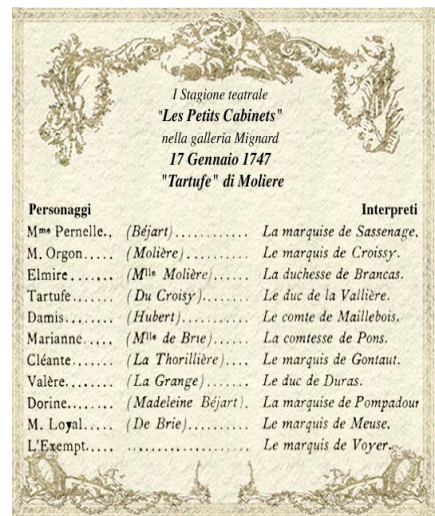 I Stagione teatrale
"Les Petits Cabinets"
nella galleria Mignard
17 Gennaio 1747
"Tartufe" di Moliere
Personaggi Interpreti
Mme Pernelle.. (Béjart)........... La marquise de Sassenage.
M. Orgon..... (Molière).......... Le marquis de Croissy.
Elmire....... (Mlle Molière)...... La duchesse de Brancas.
Tartufe....... (Du Croisy)........ Le duc de la Vallière.
Damis........ (Hubert)........... Le comte de Maillebois.
Marianne..... (Mlle de Brie)...... La comtesse de Pons.
Cléante....... (La Thorillière).... Le marquis de Gontaut.
Valère........ (La Grange)....... Le duc de Duras.
Dorine........ (Madeleine Béjart). La marquise de Pompadour
M. Loyal..... (De Brie).......... Le marquis de Meuse.
L'Exempt..... .................. Le marquis de Voyer.